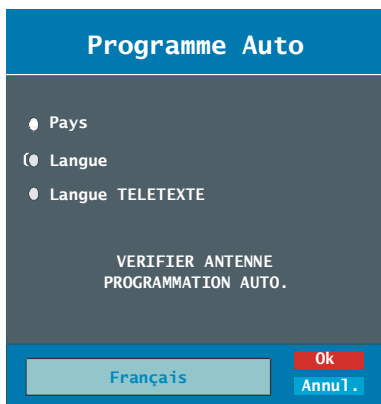 Programme Auto
Pays
Langue
Langue TELETEXTE
VERIFIER ANTENNE
PROGRAMMATION AUTO.
Français
Ok
Annul.